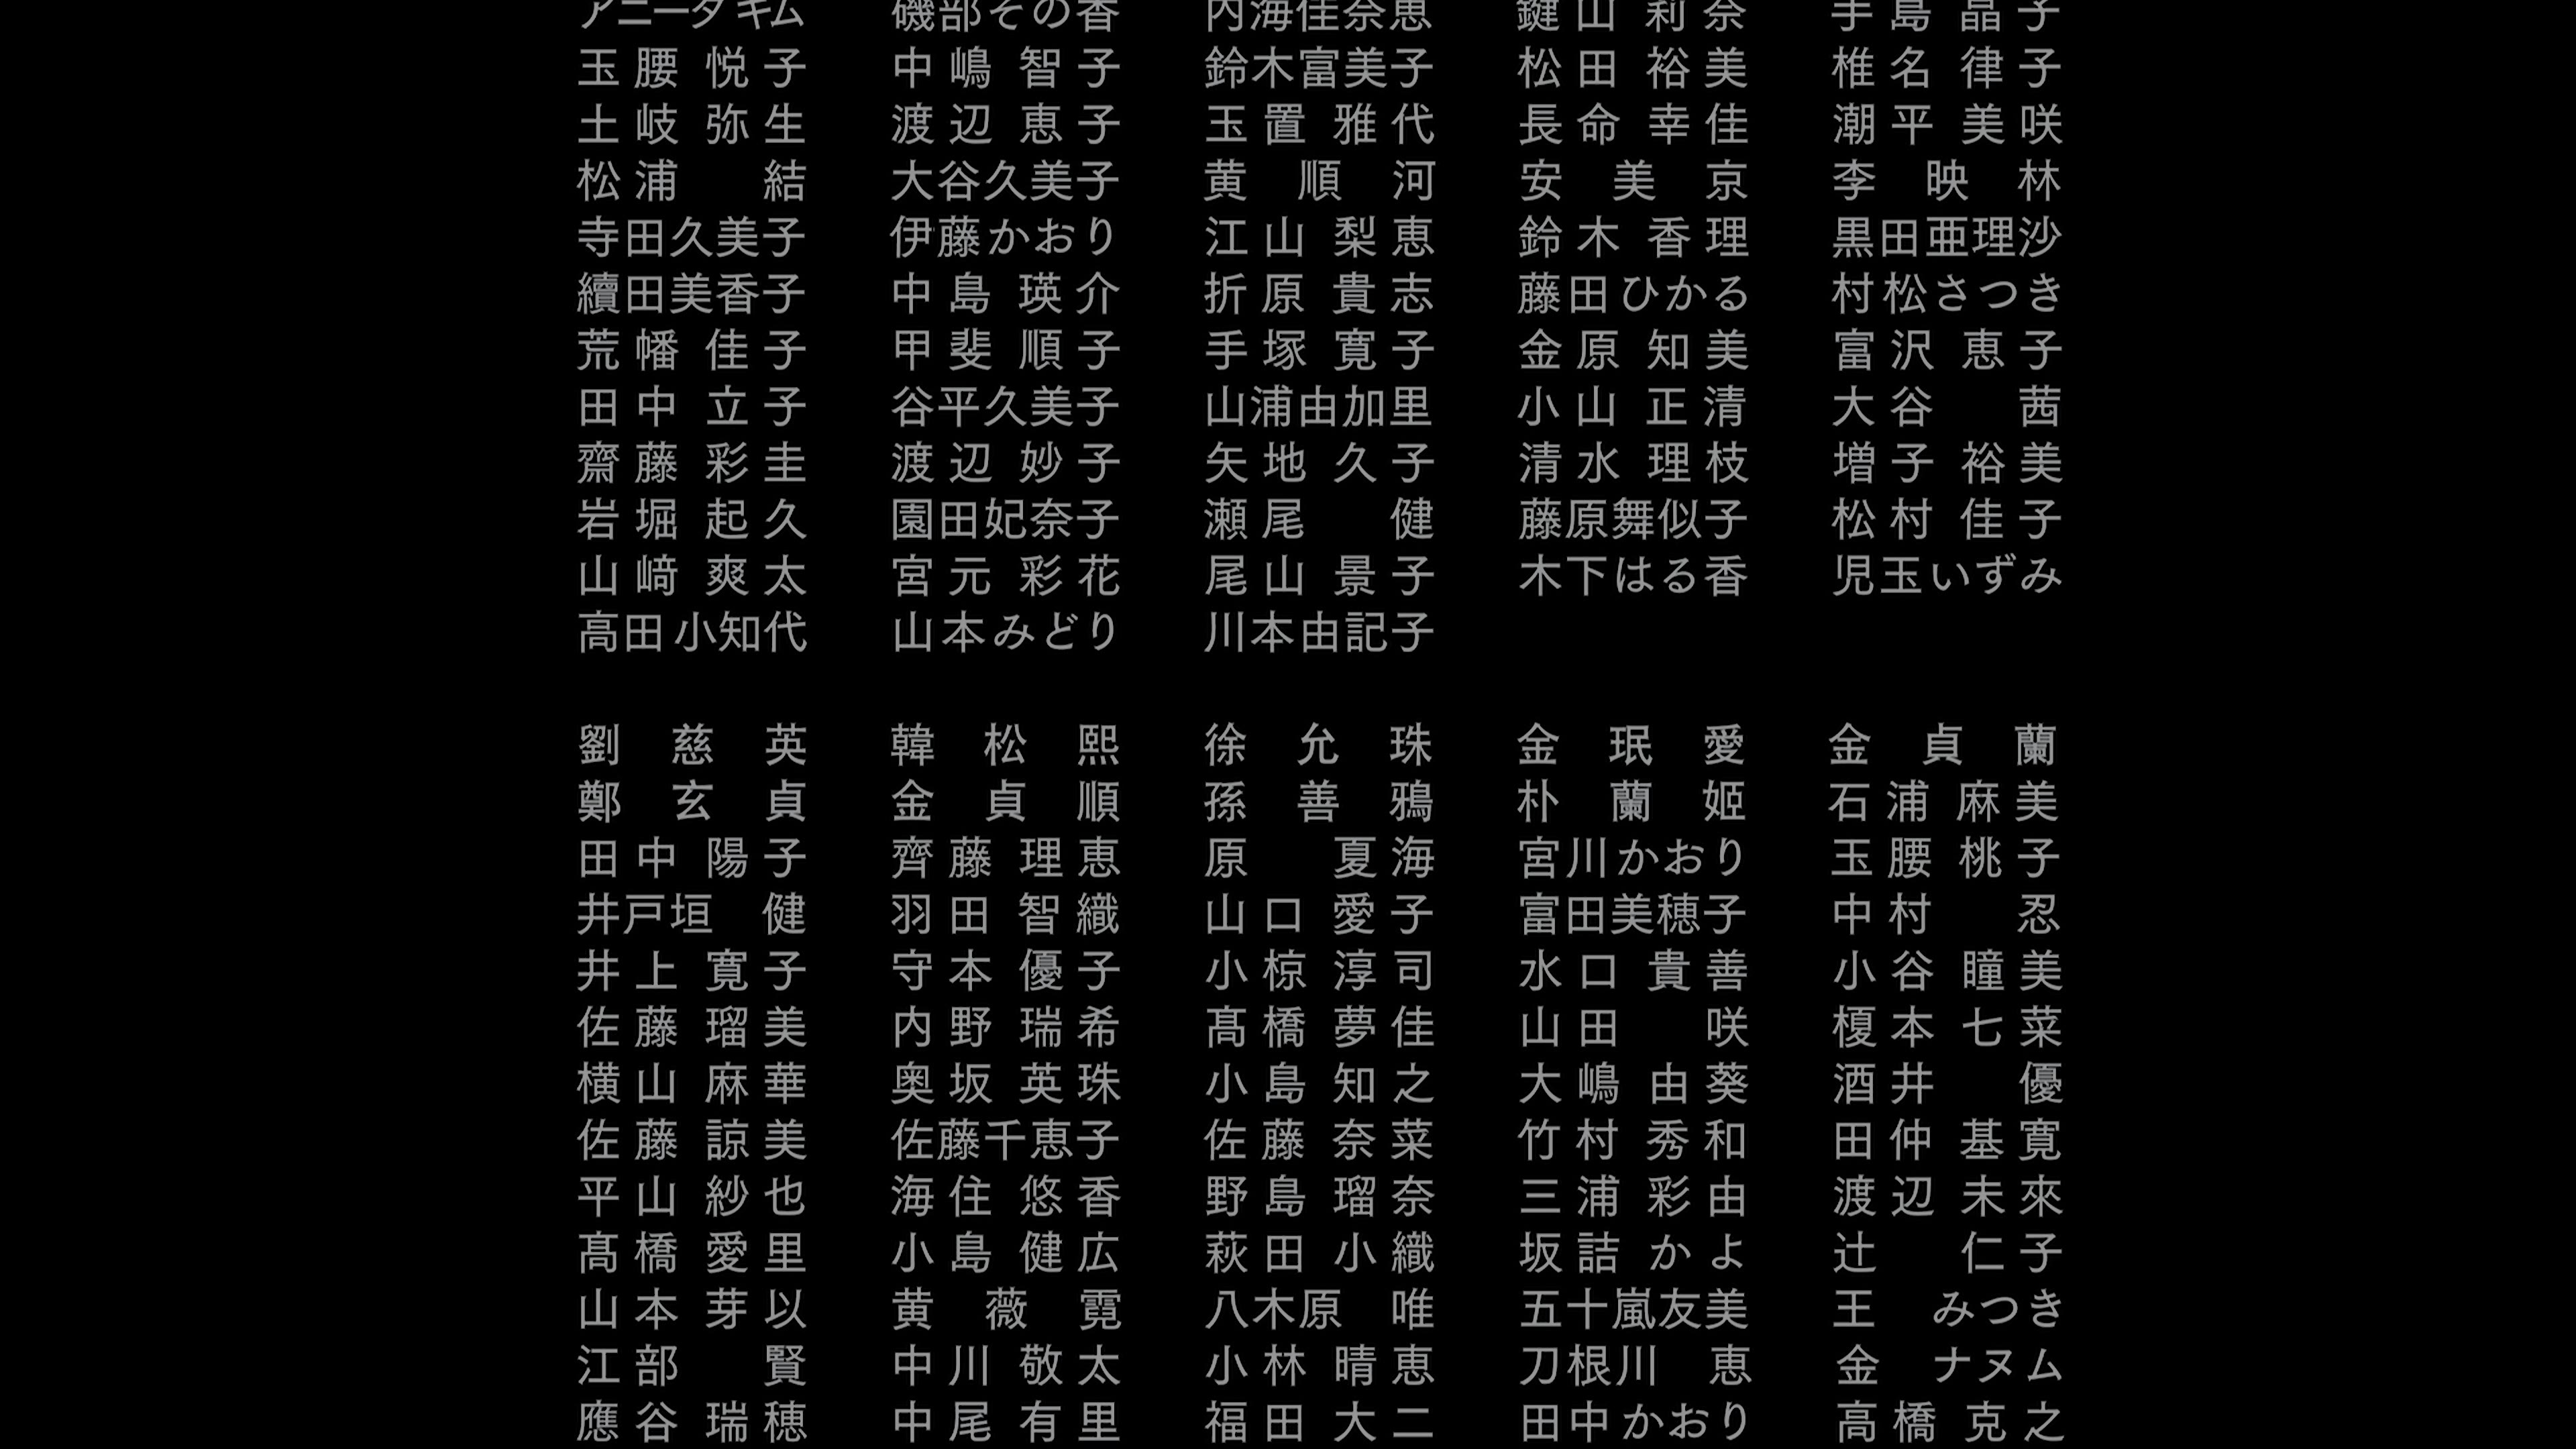 アニータ キム 磯部その香 内海佳奈恵 鍵山莉奈 手島晶子
玉腰悦子 中嶋智子 鈴木富美子 松田裕美 椎名律子
土岐弥生 渡辺恵子 玉置雅代 長命幸佳 潮平美咲
松浦結 大谷久美子 黄順河 安美京 李映林
寺田久美子 伊藤かおり 江山梨恵 鈴木香理 黒田亜理沙
續田美香子 中島瑛介 折原貴志 藤田ひかる 村松さつき
荒幡佳子 甲斐順子 手塚寛子 金原知美 富沢恵子
田中立子 谷平久美子 山浦由加里 小山正清 大谷茜
齋藤彩圭 渡辺妙子 矢地久子 清水理枝 増子裕美
岩堀起久 園田妃奈子 瀬尾健 藤原舞似子 松村佳子
山﨑爽太 宮元彩花 尾山景子 木下はる香 児玉いずみ
高田小知代 山本みどり 川本由記子
劉慈英 韓松熙 徐允珠 金珉愛 金貞蘭
鄭玄貞 金貞順 孫善鴉 朴蘭姫 石浦麻美
田中陽子 齊藤理恵 原夏海 宮川かおり 玉腰桃子
井戸垣健 羽田智織 山口愛子 富田美穂子 中村忍
井上寛子 守本優子 小椋淳司 水口貴善 小谷瞳美
佐藤瑠美 内野瑞希 髙橋夢佳 山田咲 榎本七菜
横山麻華 奥坂英珠 小島知之 大嶋由葵 酒井優
佐藤諒美 佐藤千恵子 佐藤奈菜 竹村秀和 田仲基寛
平山紗也 海住悠香 野島瑠奈 三浦彩由 渡辺未來
髙橋愛里 小島健広 萩田小織 坂詰かよ 辻仁子
山本芽以 黄薇霓 八木原唯 五十嵐友美 王みつき
江部賢 中川敬太 小林晴恵 刀根川恵 金ナヌム
應谷瑞穂 中尾有里 福田大二 田中かおり 高橋克之